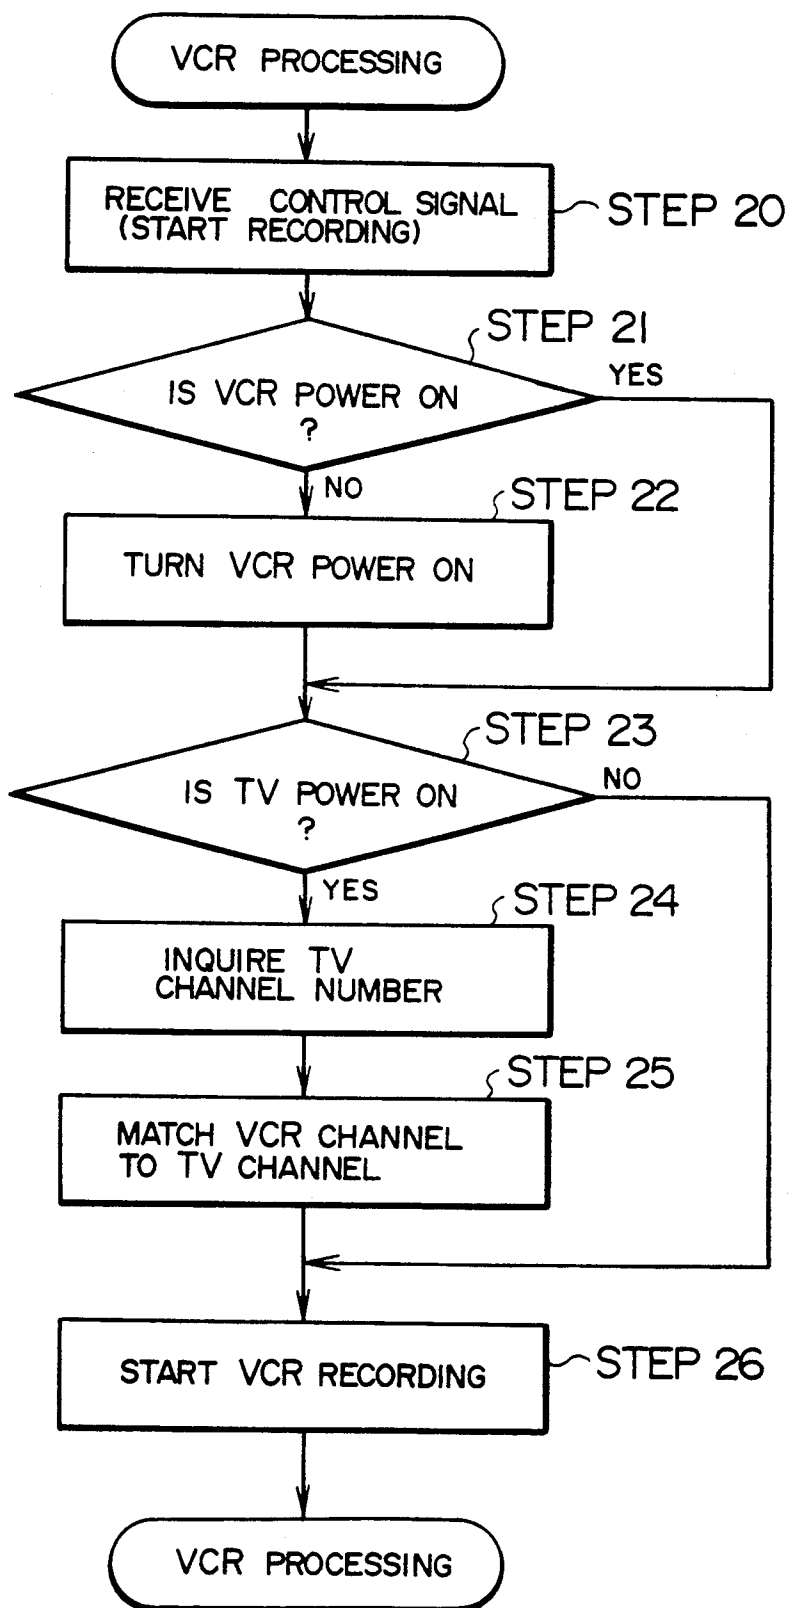 VCR PROCESSING
RECEIVE CONTROL SIGNAL
(START RECORDING)
STEP 20
STEP 21
IS VCR POWER ON
?
YES
NO
STEP 22
TURN VCR POWER ON
STEP 23
IS TV POWER ON
?
NO
YES
STEP 24
INQUIRE TV
CHANNEL NUMBER
STEP 25
MATCH VCR CHANNEL
TO TV CHANNEL
START VCR RECORDING
STEP 26
VCR PROCESSING